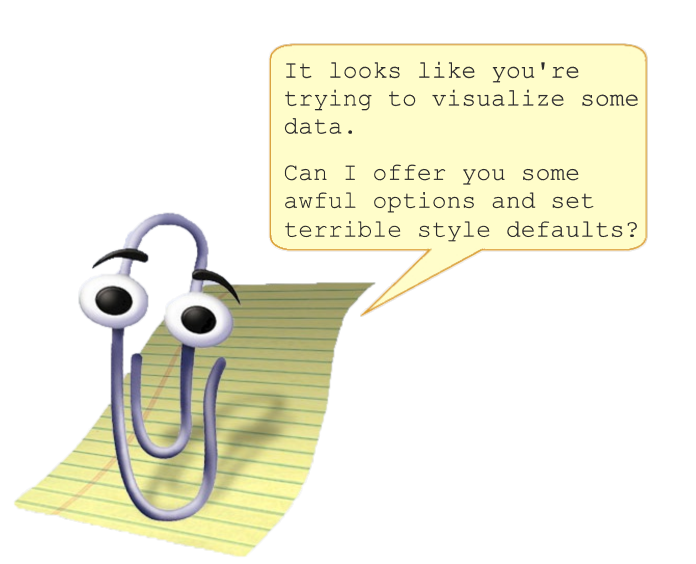 It looks like you're
trying to visualize some
data.
Can I offer you some
awful options and set
terrible style defaults?